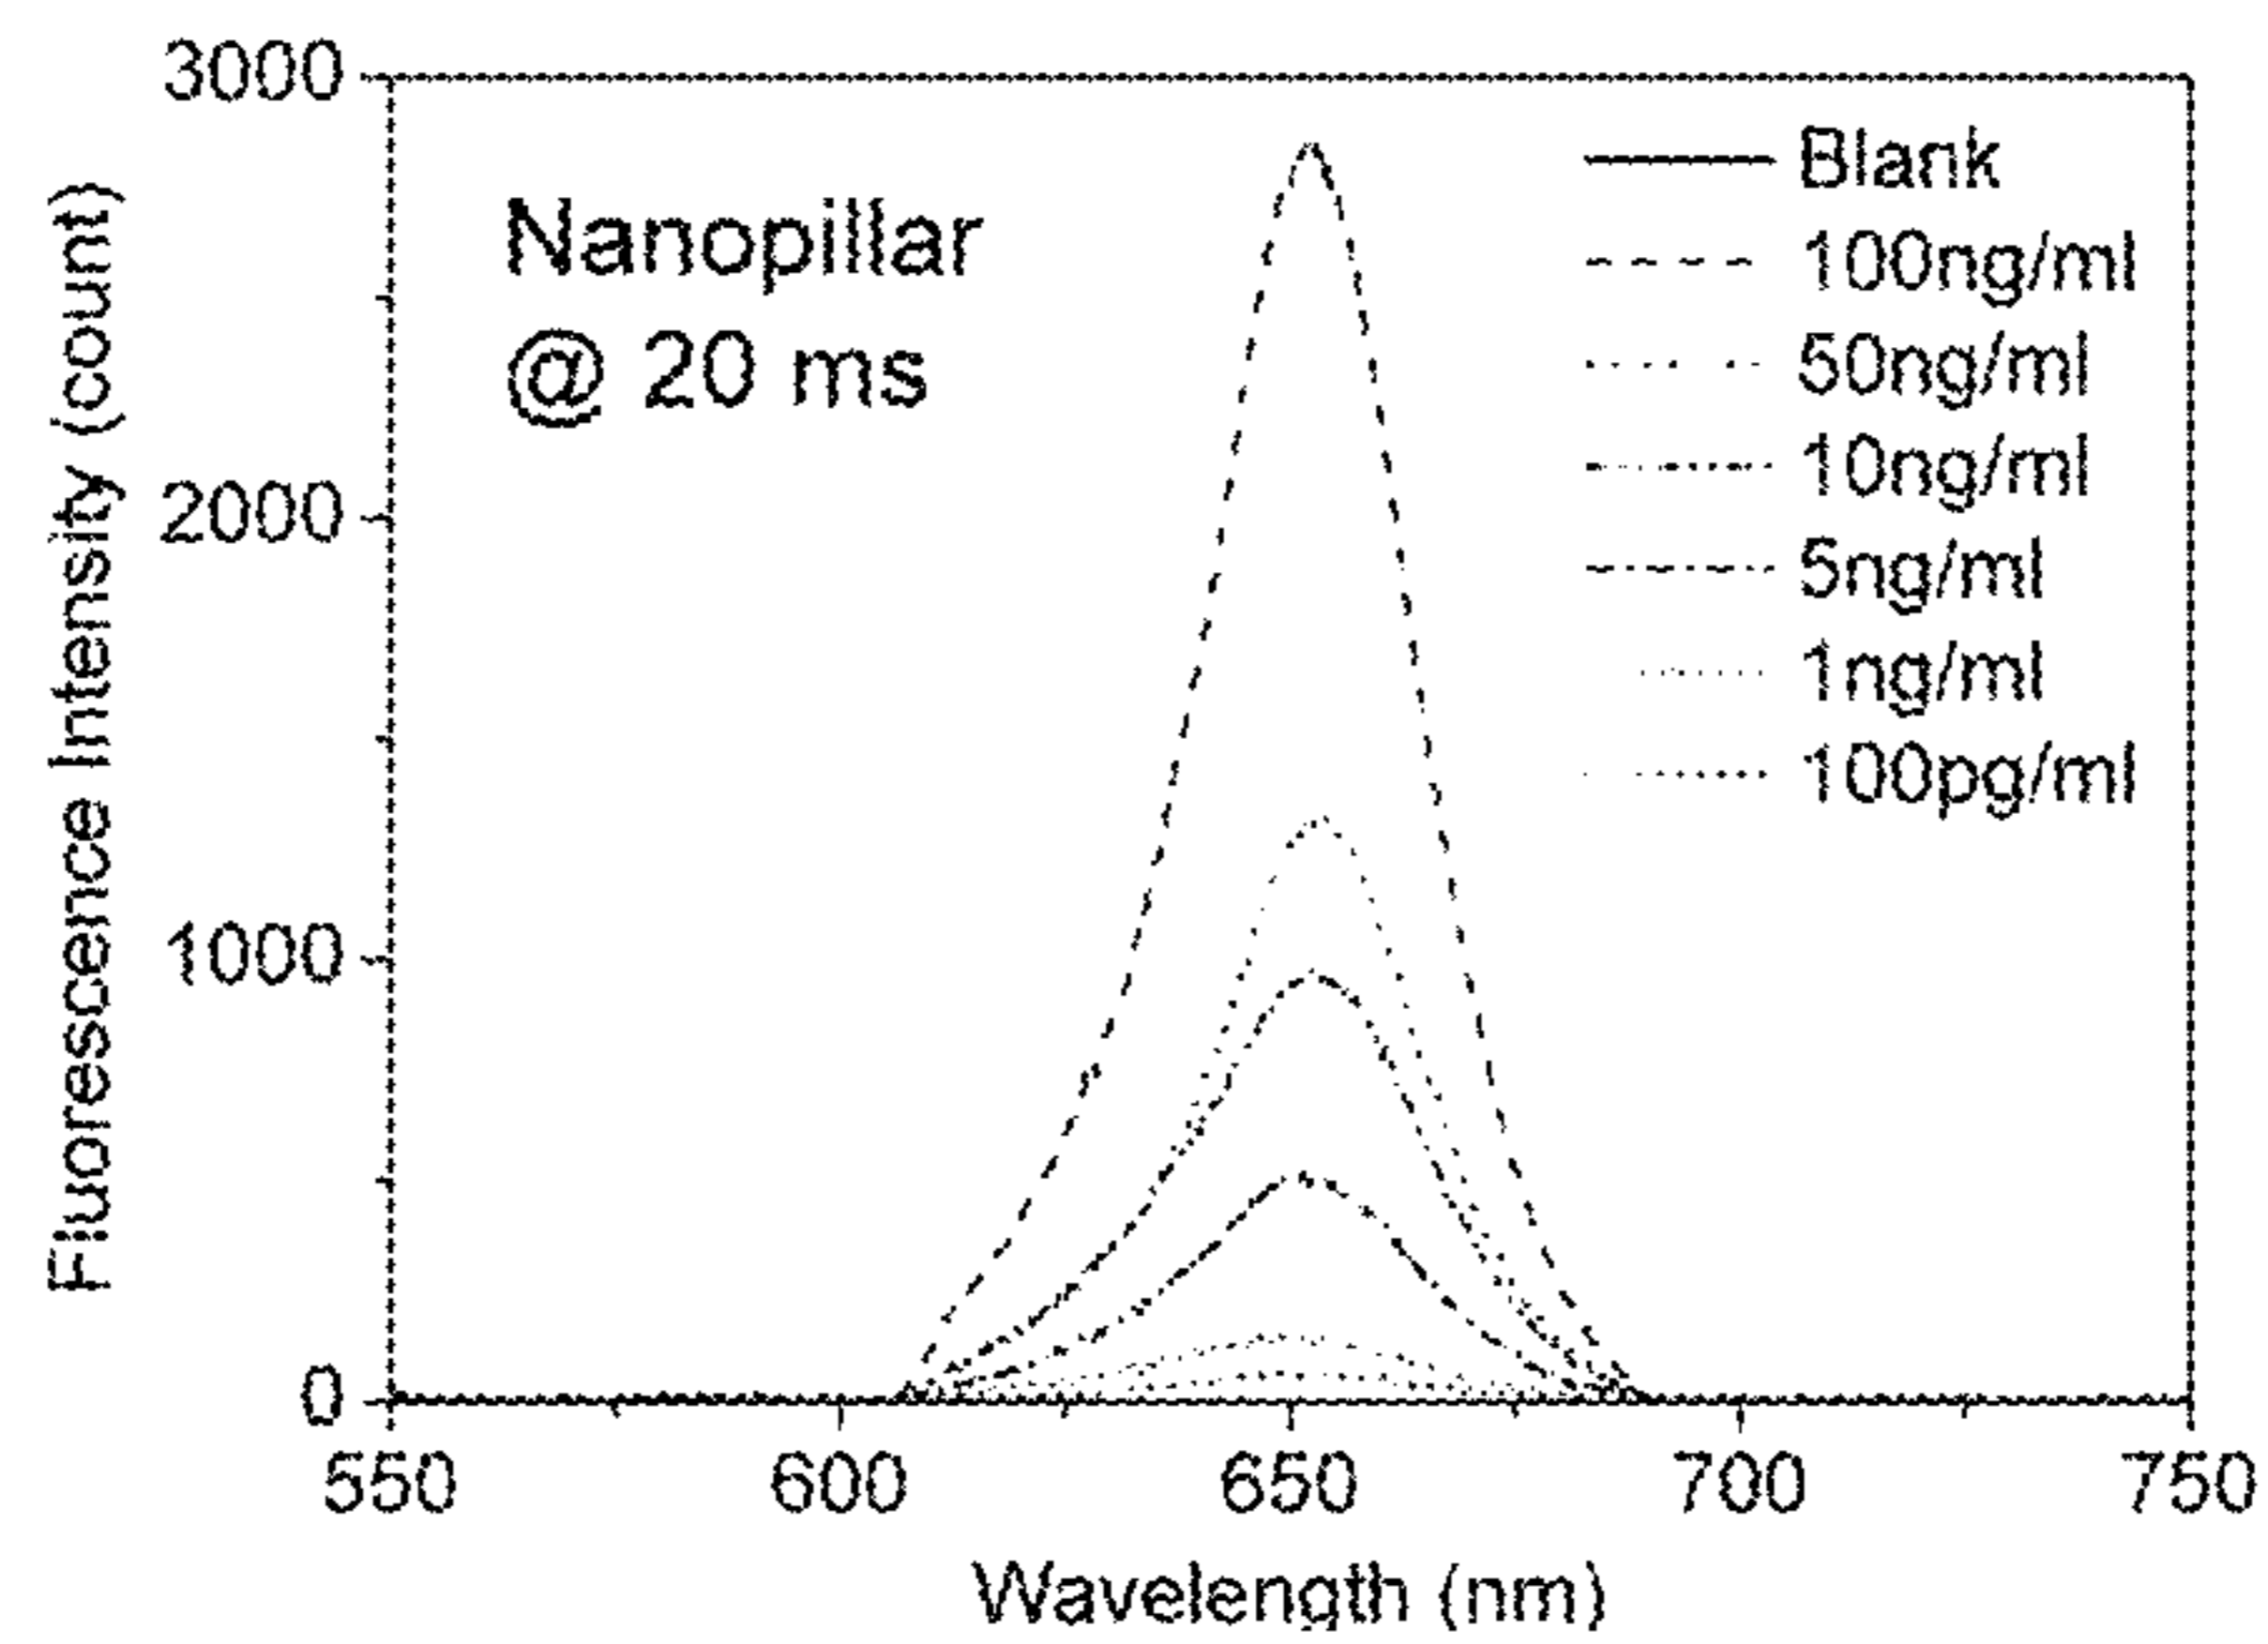 3000
2000
1000
0
Fluorescence Intensity (count)
Nanopillar
@ 20 ms
Blank
100ng/ml
50ng/ml
10ng/ml
5ng/ml
1ng/ml
100pg/ml
550
600
650
700
750
Wavelength (nm)